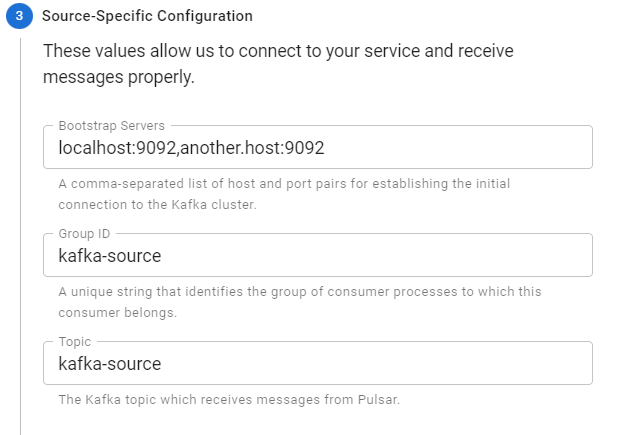 3 Source-Specific Configuration
These values allow us to connect to your service and receive
messages properly.
Bootstrap Servers
localhost:9092,another.host:9092
A comma-separated list of host and port pairs for establishing the initial
connection to the Kafka cluster.
Group ID
kafka-source
A unique string that identifies the group of consumer processes to which this
consumer belongs.
Topic
kafka-source
The Kafka topic which receives messages from Pulsar.